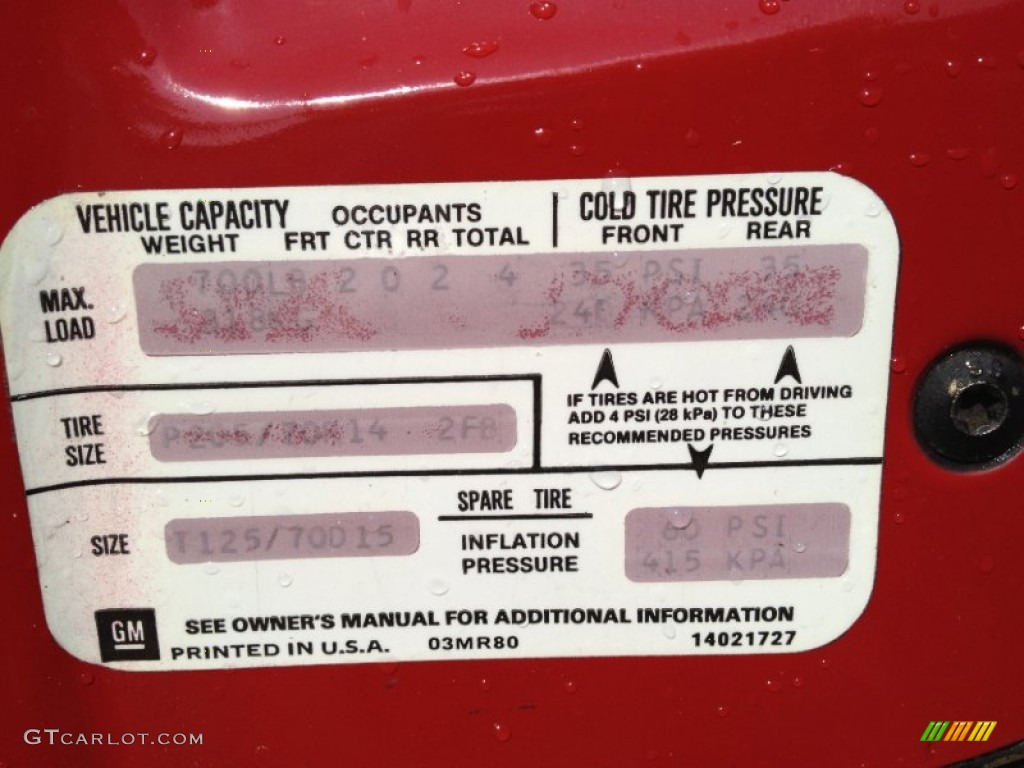 VEHICLE CAPACITY OCCUPANTS COLD TIRE PRESSURE
WEIGHT FRT CTR RR TOTAL FRONT REAR
MAX. LOAD 700LB 2 0 2 4 35 PSI 35
KPA
IF TIRES ARE HOT FROM DRIVING
ADD 4 PSI (28 kPa) TO THESE
RECOMMENDED PRESSURES
TIRE SIZE 2FB
SPARE TIRE
SIZE T125/70D15 INFLATION PRESSURE 60 PSI
415 KPA
SEE OWNER'S MANUAL FOR ADDITIONAL INFORMATION
GM PRINTED IN U.S.A. 03MR80 14021727
GTCARLOT.COM